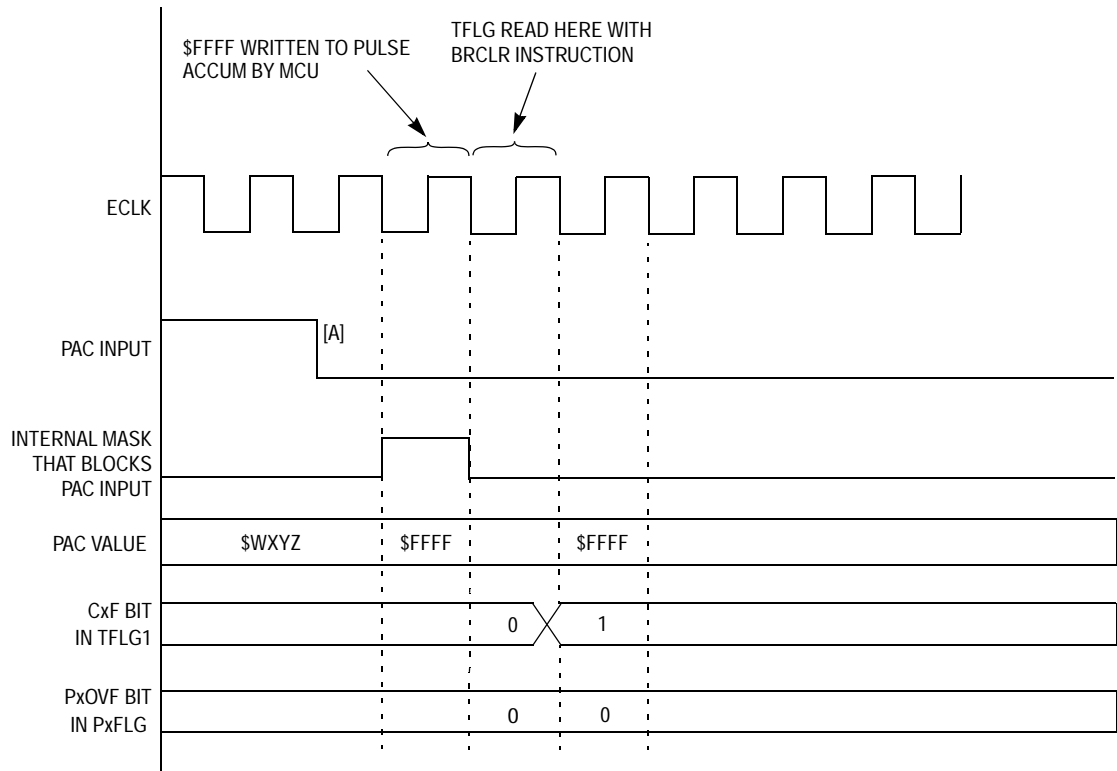 $FFFF WRITTEN TO PULSE
ACCUM BY MCU
TFLG READ HERE WITH
BRCLR INSTRUCTION
ECLK
PAC INPUT
[A]
INTERNAL MASK
THAT BLOCKS
PAC INPUT
PAC VALUE
$WXYZ
$FFFF
$FFFF
CxF BIT
IN TFLG1
0
1
PxOVF BIT
IN PxFLG
0
0